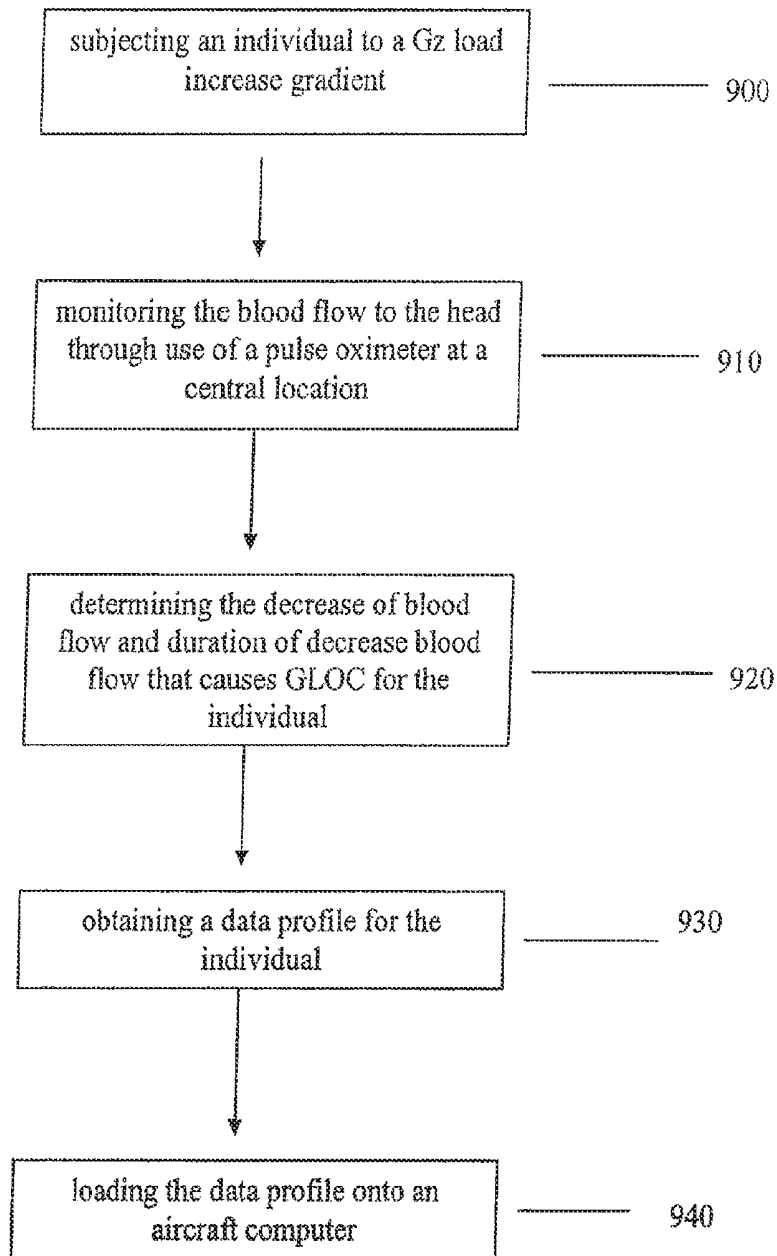 subjecting an individual to a Gz load
increase gradient
900
monitoring the blood flow to the head
through use of a pulse oximeter at a
central location
910
determining the decrease of blood
flow and duration of decrease blood
flow that causes GLOC for the
individual
920
obtaining a data profile for the
individual
930
loading the data profile onto an
aircraft computer
940